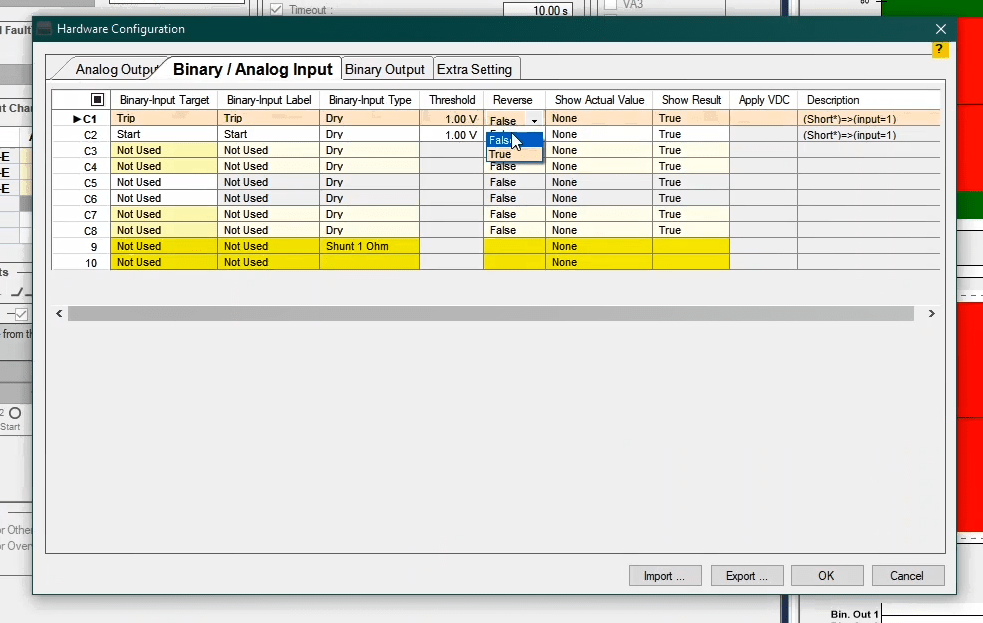 Timeout :
10.00 s
VA3
Hardware Configuration
?
Analog Output Binary / Analog Input Binary Output Extra Setting
Binary-Input Target Binary-Input Label Binary-Input Type Threshold Reverse Show Actual Value Show Result Apply VDC Description
C1 Trip Trip Dry 1.00 V False None True (Short*)=>(input=1)
C2 Start Start Dry 1.00 V None True (Short*)=>(input=1)
False
True
C3 Not Used Not Used Dry None True
C4 Not Used Not Used Dry False None True
C5 Not Used Not Used Dry False None True
C6 Not Used Not Used Dry False None True
C7 Not Used Not Used Dry False None True
C8 Not Used Not Used Dry False None True
9 Not Used Not Used Shunt 1 Ohm None
10 Not Used Not Used None
Import ... Export ... OK Cancel
from th
Start
Bin. Out 1